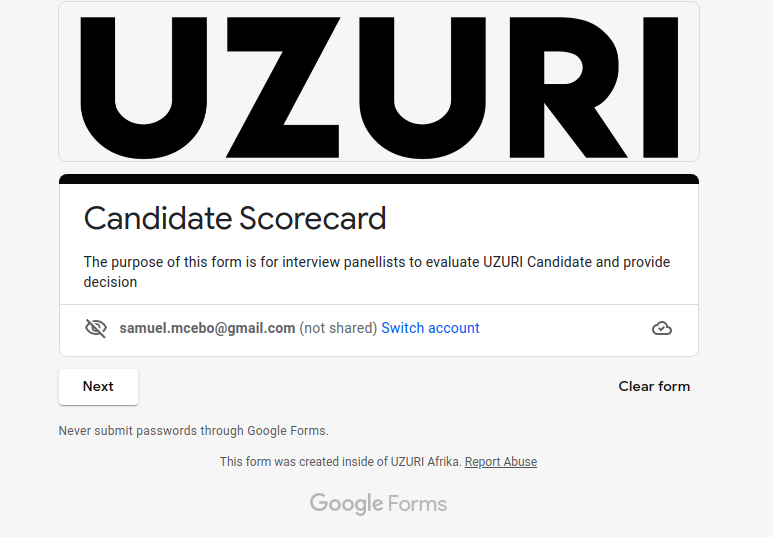 UZURI
Candidate Scorecard
The purpose of this form is for interview panellists to evaluate UZURI Candidate and provide
decision
samuel.mcebo@gmail.com (not shared) Switch account
Next Clear form
Never submit passwords through Google Forms.
This form was created inside of UZURI Afrika. Report Abuse
Google Forms